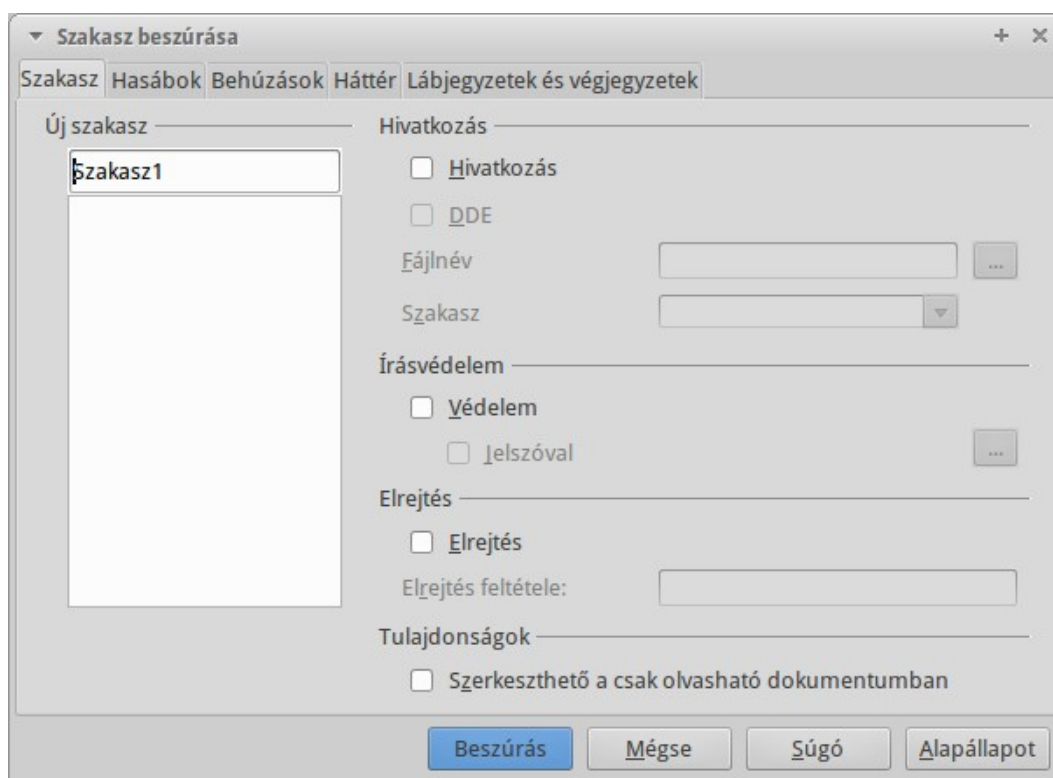 Szakasz beszúrása
Szakasz Hasábok Behúzások Háttér Lábjegyzetek és végjegyzetek
Új szakasz
Szakasz1
Hivatkozás
Hivatkozás
DDE
Fájlnév
...
Szakasz
Írásvédelem
Védelem
Jelszóval
...
Elrejtés
Elrejtés
Elrejtés feltétele:
Tulajdonságok
Szerkeszthető a csak olvasható dokumentumban
Beszúrás Mégse Súgó Alapállapot